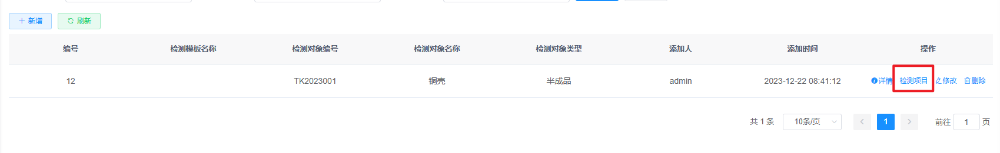 新增 刷新
编号 检测模板名称 检测对象编号 检测对象名称 检测对象类型 添加人 添加时间 操作
12 TK2023001 铜壳 半成品 admin 2023-12-22 08:41:12 详情 检测项目 修改 删除
共 1 条 10条/页 1 前往 1 页